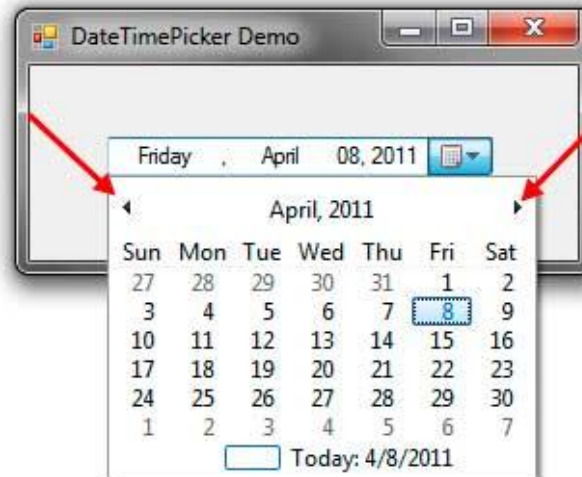 DateTimePicker Demo
Friday , April 08, 2011
April, 2011
Sun Mon Tue Wed Thu Fri Sat
27 28 29 30 31 1 2
3 4 5 6 7 8 9
10 11 12 13 14 15 16
17 18 19 20 21 22 23
24 25 26 27 28 29 30
1 2 3 4 5 6 7
Today: 4/8/2011